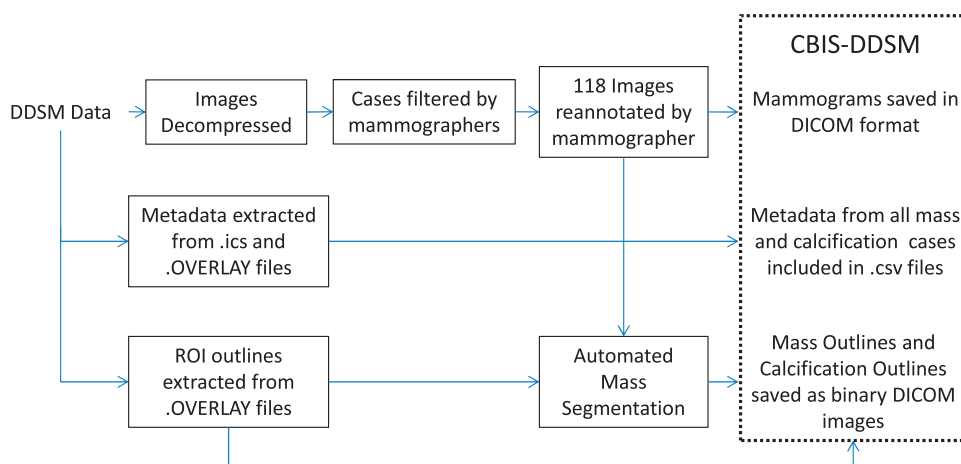 CBIS-DDSM
DDSM Data
Images
Decompressed
Cases filtered by
mammographers
118 Images
reannotated by
mammographer
Mammograms saved in
DICOM format
Metadata extracted
from .ics and
.OVERLAY files
Metadata from all mass
and calcification cases
included in .csv files
ROI outlines
extracted from
.OVERLAY files
Automated
Mass
Segmentation
Mass Outlines and
Calcification Outlines
saved as binary DICOM
images